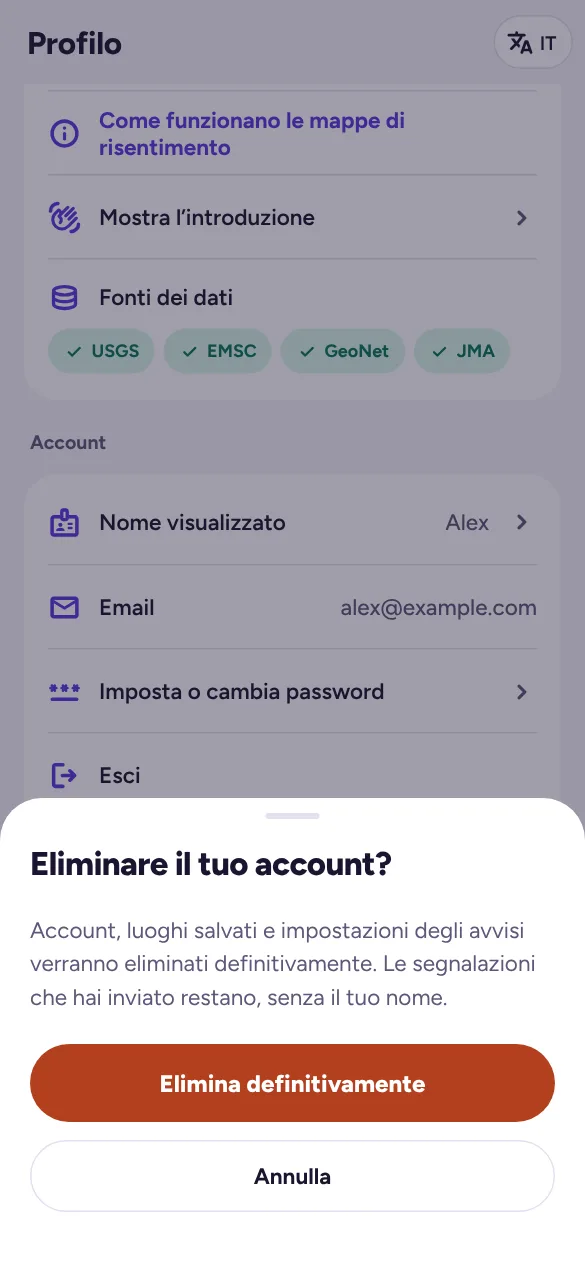 Profilo
IT
Come funzionano le mappe di
risentimento
Mostra l’introduzione
Fonti dei dati
USGS
EMSC
GeoNet
JMA
Account
Nome visualizzato
Alex
Email
alex@example.com
Imposta o cambia password
Esci
Eliminare il tuo account?
Account, luoghi salvati e impostazioni degli avvisi
verranno eliminati definitivamente. Le segnalazioni
che hai inviato restano, senza il tuo nome.
Elimina definitivamente
Annulla